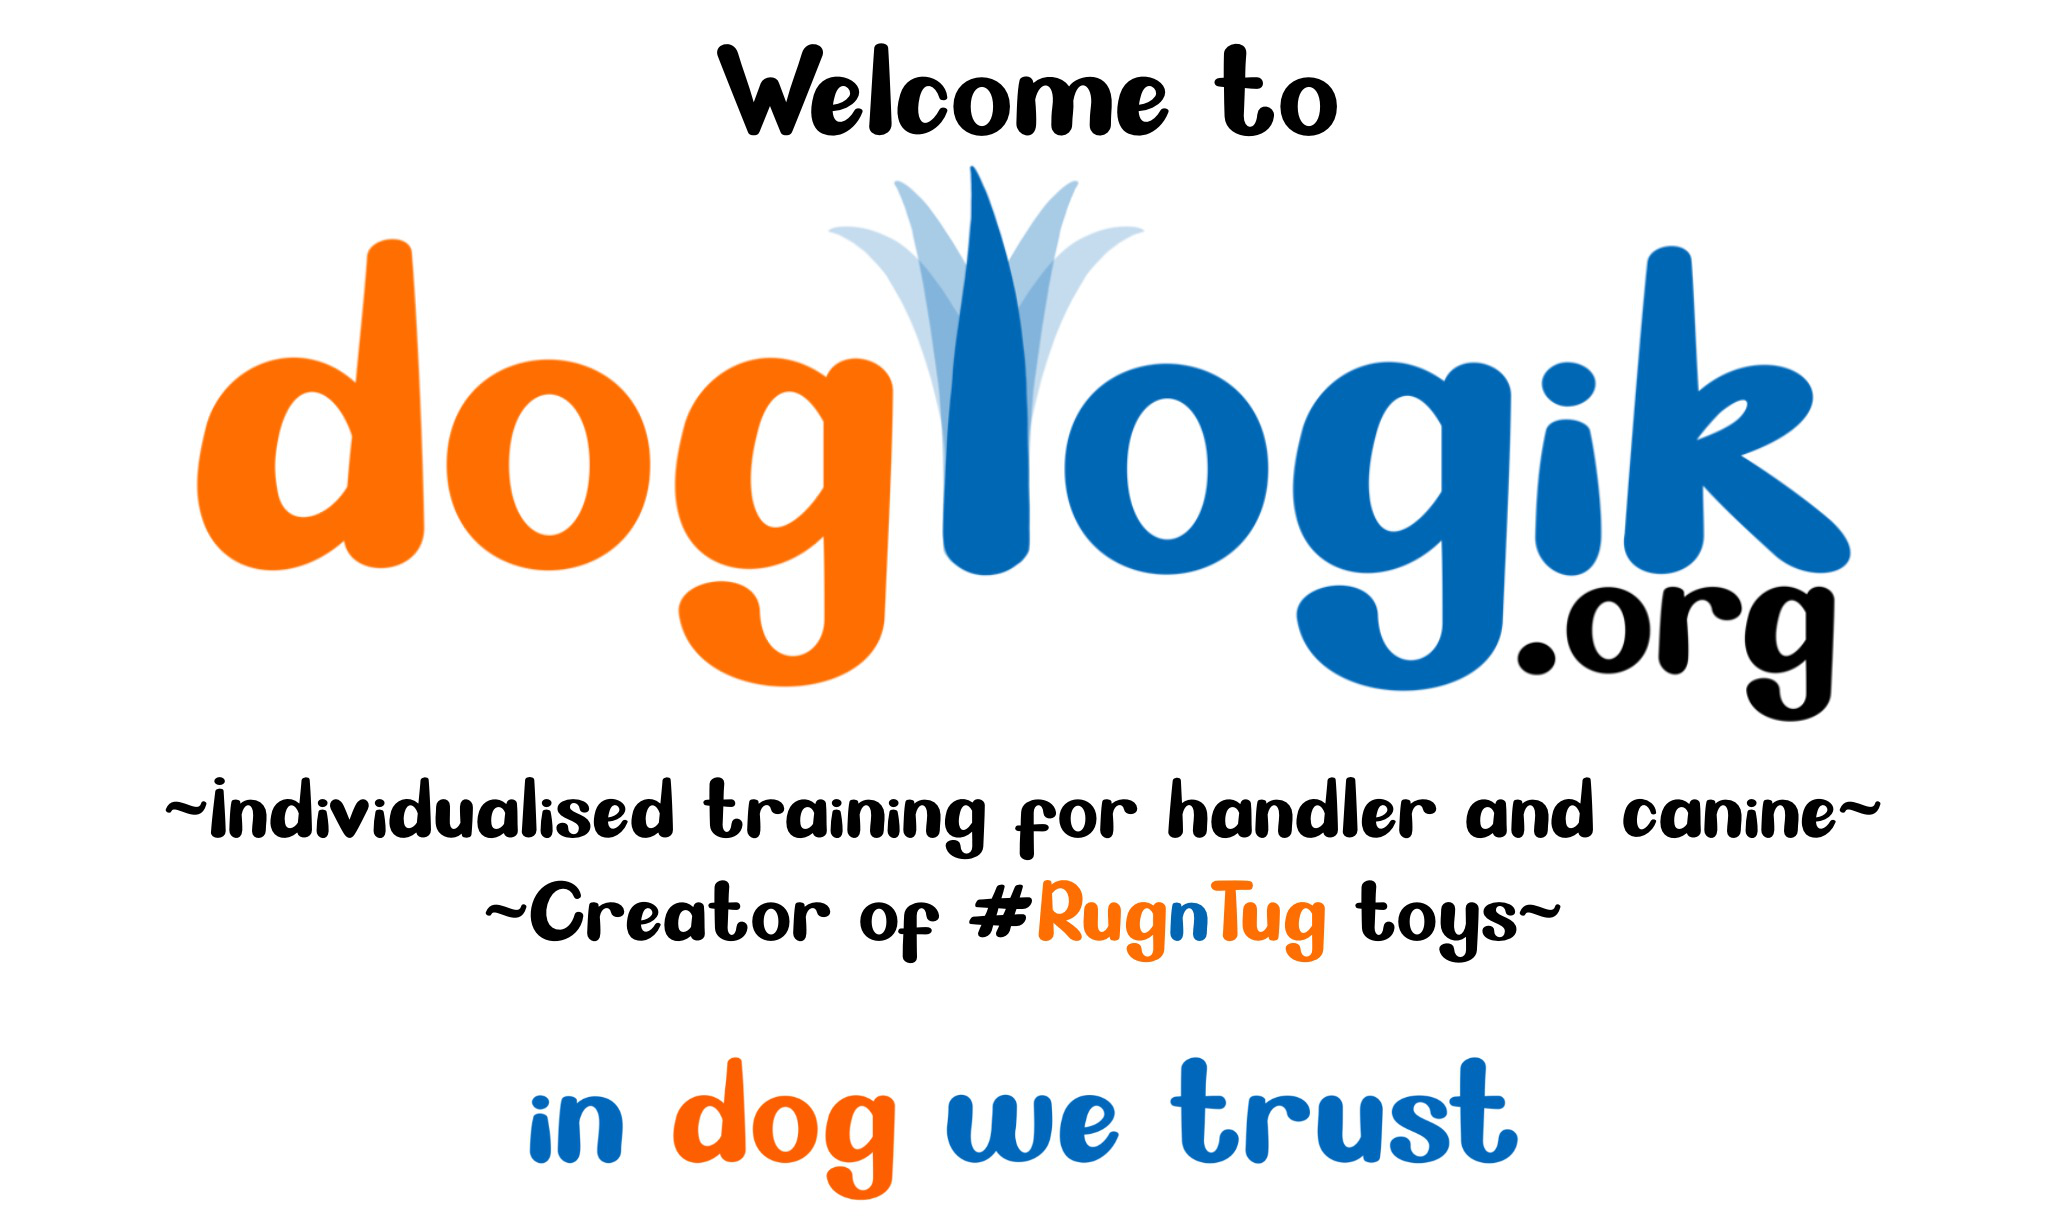 Welcome to
doglogik
.org
~Individualised training for handler and canine~
~Creator of #RugnTug toys~
in dog we trust